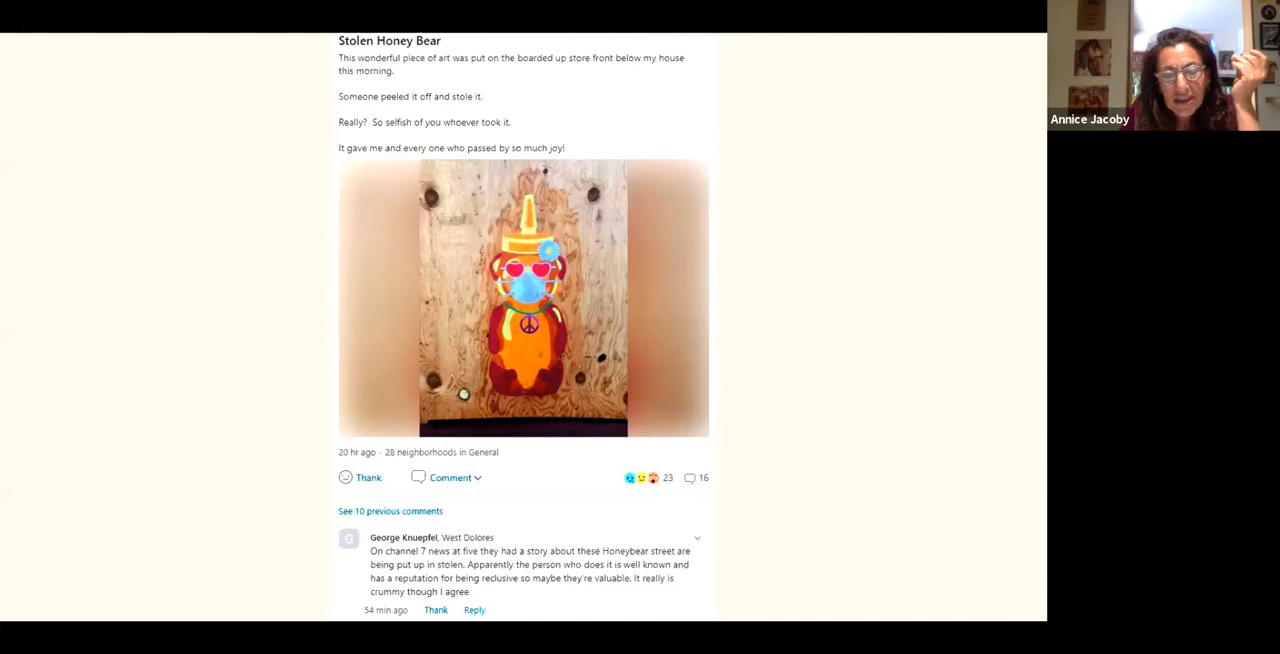 Stolen Honey Bear
This wonderful piece of art was put on the boarded up store front below my house
this morning.
Someone peeled it off and stole it.
Really? So selfish of you whoever took it.
It gave me and every one who passed by so much joy!
20 hr ago · 28 neighborhoods in General
Thank
Comment
23
16
See 10 previous comments
G
George Knuepfel, West Dolores
On channel 7 news at five they had a story about these Honeybear street are
being put up in stolen. Apparently the person who does it is well known and
has a reputation for being reclusive so maybe they're valuable. It really is
crummy though I agree
54 min ago Thank Reply
Annice Jacoby